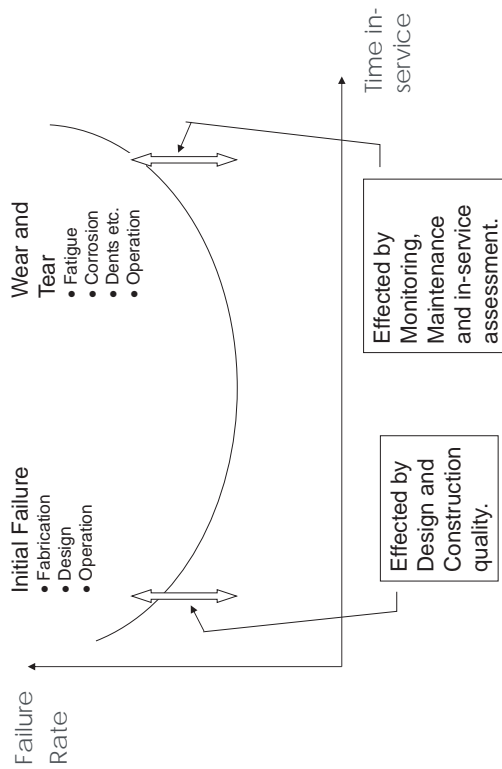 Failure
Rate
Initial Failure
• Fabrication
• Design
• Operation
Wear and
Tear
• Fatigue
• Corrosion
• Dents etc.
• Operation
Time in-
service
Effected by
Design and
Construction
quality.
Effected by
Monitoring,
Maintenance
and in-service
assessment.